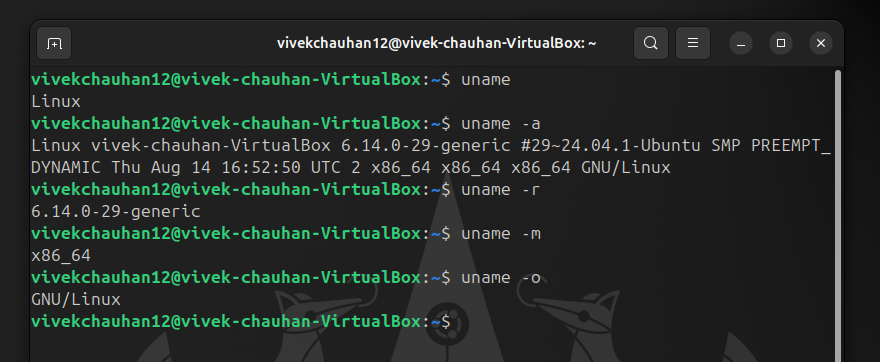 vivekchauhan12@vivek-chauhan-VirtualBox: ~
vivekchauhan12@vivek-chauhan-VirtualBox:~$ uname
Linux
vivekchauhan12@vivek-chauhan-VirtualBox:~$ uname -a
Linux vivek-chauhan-VirtualBox 6.14.0-29-generic #29~24.04.1-Ubuntu SMP PREEMPT_
DYNAMIC Thu Aug 14 16:52:50 UTC 2 x86_64 x86_64 x86_64 GNU/Linux
vivekchauhan12@vivek-chauhan-VirtualBox:~$ uname -r
6.14.0-29-generic
vivekchauhan12@vivek-chauhan-VirtualBox:~$ uname -m
x86_64
vivekchauhan12@vivek-chauhan-VirtualBox:~$ uname -o
GNU/Linux
vivekchauhan12@vivek-chauhan-VirtualBox:~$